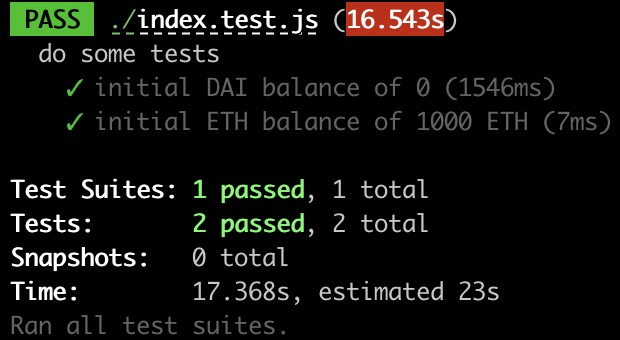 PASS ./index.test.js (16.543s)
do some tests
✓ initial DAI balance of 0 (1546ms)
✓ initial ETH balance of 1000 ETH (7ms)
Test Suites: 1 passed, 1 total
Tests: 2 passed, 2 total
Snapshots: 0 total
Time: 17.368s, estimated 23s
Ran all test suites.